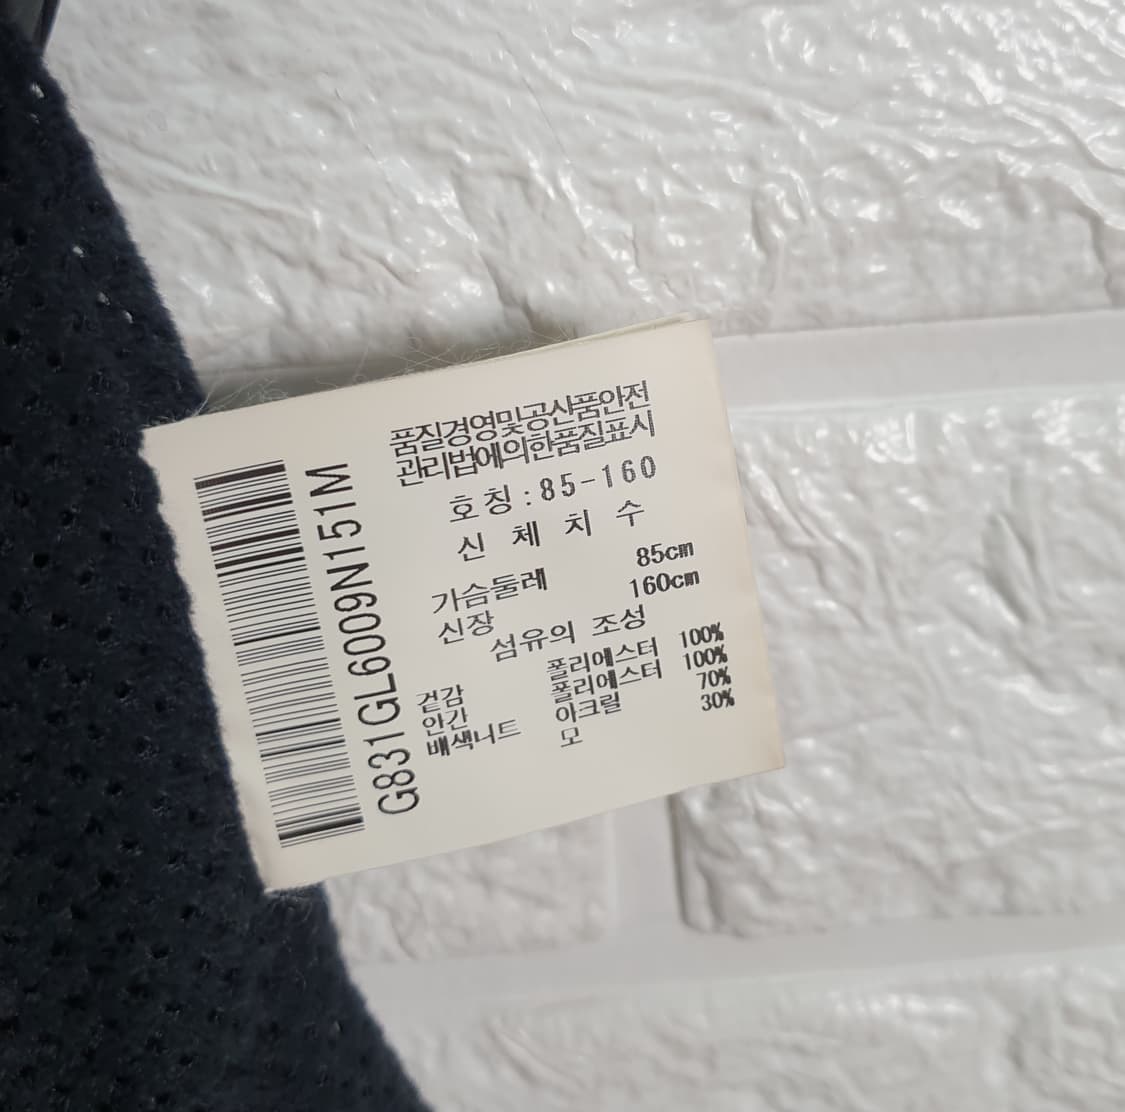 품질경영및공산품안전
관리법에의한품질표시
호칭:85-160
신 체 치 수
가슴둘레 85cm
신장 160cm
섬유의 조성
겉감 폴리에스터 100%
안간 폴리에스터 100%
배색니트 아크릴 70%
모 30%
G831GL6009N151M